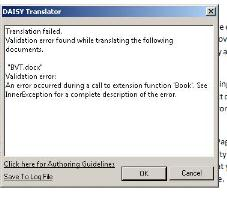 DAISY Translator
Translation failed.
Validation error found while translating the following
documents.
"BVT.docx"
Validation error:
An error occurred during a call to extension function 'Book'. See
InnerException for a complete description of the error.
Click here for Authoring Guidelines
Save To Log File
OK
Cancel